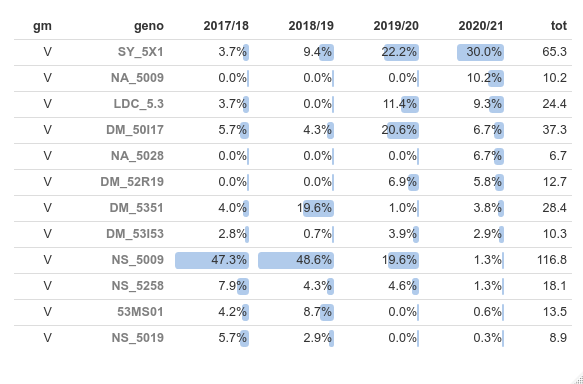 gm geno 2017/18 2018/19 2019/20 2020/21 tot
V SY_5X1 3.7% 9.4% 22.2% 30.0% 65.3
V NA_5009 0.0% 0.0% 0.0% 10.2% 10.2
V LDC_5.3 3.7% 0.0% 11.4% 9.3% 24.4
V DM_50I17 5.7% 4.3% 20.6% 6.7% 37.3
V NA_5028 0.0% 0.0% 0.0% 6.7% 6.7
V DM_52R19 0.0% 0.0% 6.9% 5.8% 12.7
V DM_5351 4.0% 19.6% 1.0% 3.8% 28.4
V DM_53I53 2.8% 0.7% 3.9% 2.9% 10.3
V NS_5009 47.3% 48.6% 19.6% 1.3% 116.8
V NS_5258 7.9% 4.3% 4.6% 1.3% 18.1
V 53MS01 4.2% 8.7% 0.0% 0.6% 13.5
V NS_5019 5.7% 2.9% 0.0% 0.3% 8.9